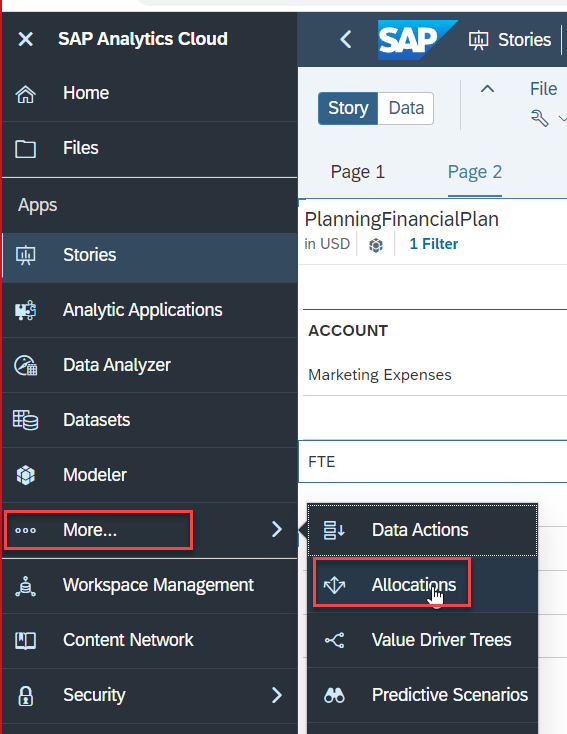 SAP Analytics Cloud
Home
Files
Apps
Stories
Analytic Applications
Data Analyzer
Datasets
Modeler
More...
Workspace Management
Content Network
Security
SAP Stories
Story Data File
Page 1 Page 2
PlanningFinancialPlan
in USD 1 Filter
ACCOUNT
Marketing Expenses
FTE
Data Actions
Allocations
Value Driver Trees
Predictive Scenarios